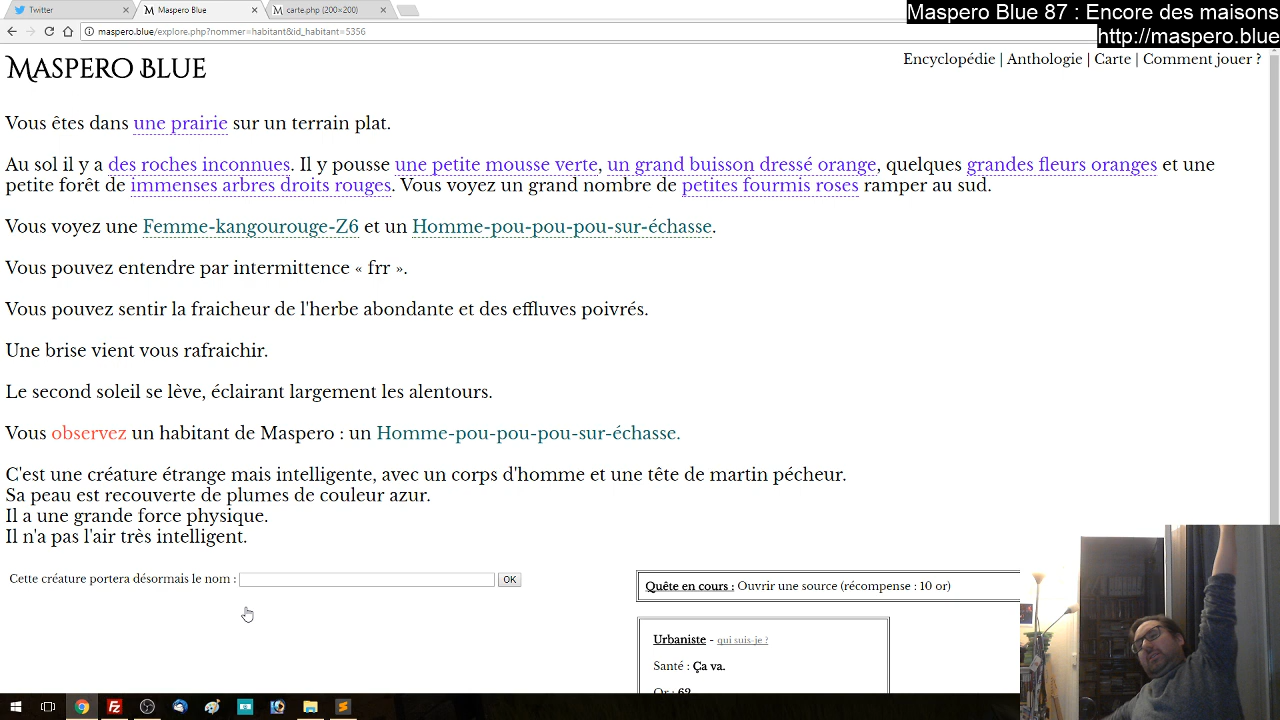 Twitter
Maspero Blue
carte.php (200×200)
Maspero Blue 87 : Encore des maisons
http://maspero.blue
maspero.blue/explore.php?nommer=habitant&id_habitant=5356
Maspero Blue
Encyclopédie | Anthologie | Carte | Comment jouer ?
Vous êtes dans une prairie sur un terrain plat.
Au sol il y a des roches inconnues. Il y pousse une petite mousse verte, un grand buisson dressé orange, quelques grandes fleurs oranges et une
petite forêt de immenses arbres droits rouges. Vous voyez un grand nombre de petites fourmis roses ramper au sud.
Vous voyez une Femme-kangourouge-Z6 et un Homme-pou-pou-pou-sur-échasse.
Vous pouvez entendre par intermittence « frr ».
Vous pouvez sentir la fraicheur de l'herbe abondante et des effluves poivrés.
Une brise vient vous rafraichir.
Le second soleil se lève, éclairant largement les alentours.
Vous observez un habitant de Maspero : un Homme-pou-pou-pou-sur-échasse.
C'est une créature étrange mais intelligente, avec un corps d'homme et une tête de martin pécheur.
Sa peau est recouverte de plumes de couleur azur.
Il a une grande force physique.
Il n'a pas l'air très intelligent.
Cette créature portera désormais le nom :
OK
Quête en cours : Ouvrir une source (récompense : 10 or)
Urbaniste - qui suis-je ?
Santé : Ça va.
Or : 62